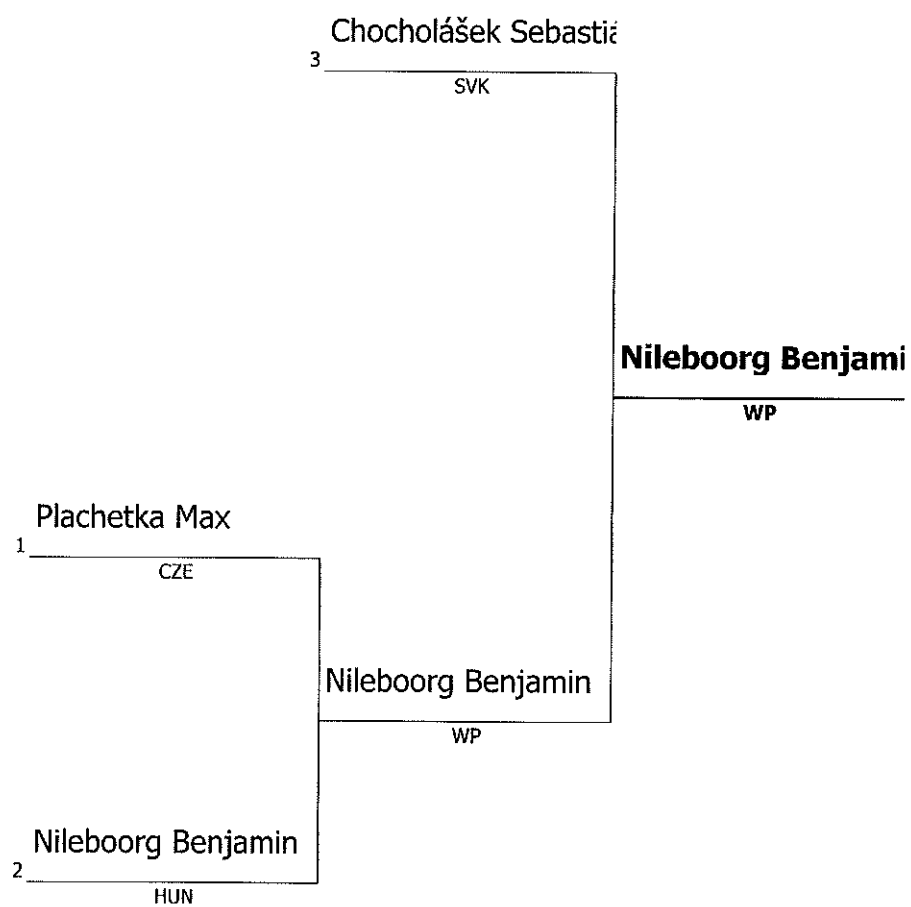 Chocholášek Sebastiá
3
SVK
Nileboorg Benjami
WP
Plachetka Max
1
CZE
Nileboorg Benjamin
WP
Nileboorg Benjamin
2
HUN